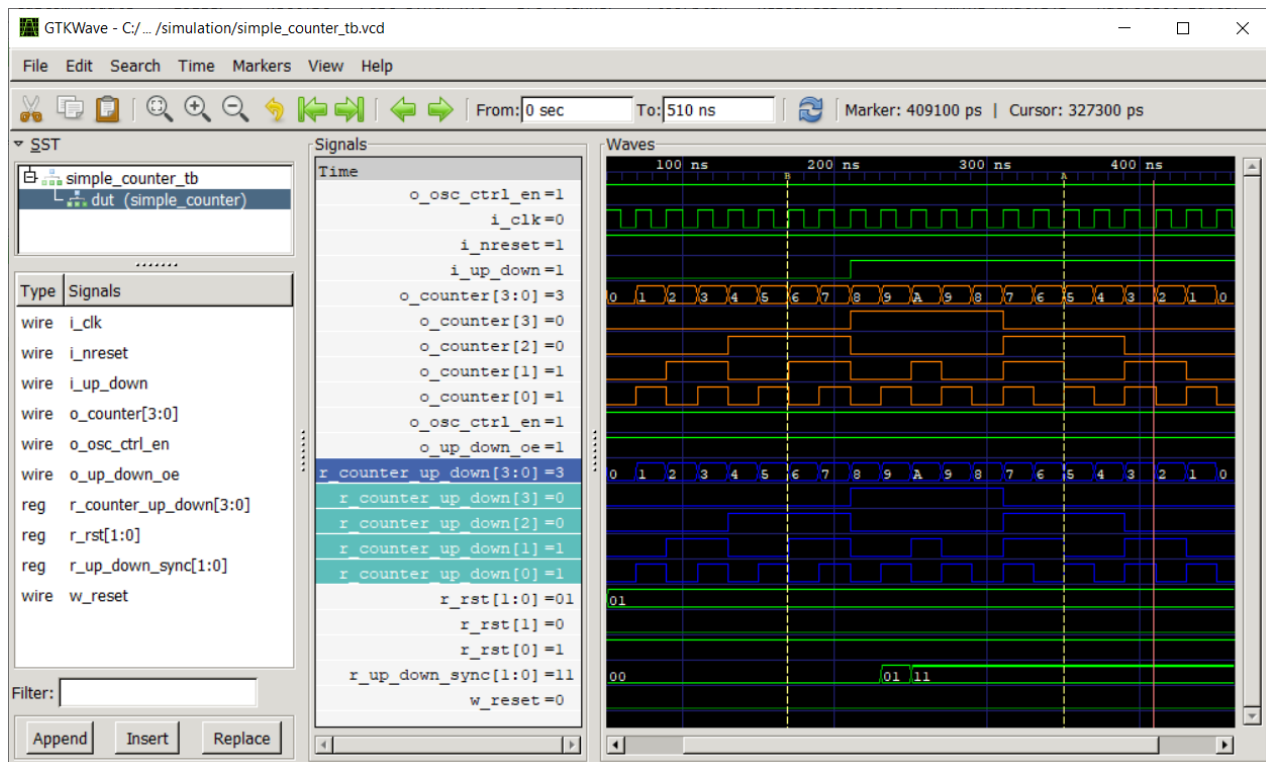 GTKWave - C:/ ... /simulation/simple_counter_tb.vcd
File Edit Search Time Markers View Help
From: 0 sec To: 510 ns Marker: 409100 ps | Cursor: 327300 ps
SST
simple_counter_tb
dut (simple_counter)
Type Signals
wire i_clk
wire i_nreset
wire i_up_down
wire o_counter[3:0]
wire o_osc_ctrl_en
wire o_up_down_oe
reg r_counter_up_down[3:0]
reg r_rst[1:0]
reg r_up_down_sync[1:0]
wire w_reset
Filter:
Append Insert Replace
Signals
Time
o_osc_ctrl_en=1
i_clk=0
i_nreset=1
i_up_down=1
o_counter[3:0]=3
o_counter[3]=0
o_counter[2]=0
o_counter[1]=1
o_counter[0]=1
o_osc_ctrl_en=1
o_up_down_oe=1
r_counter_up_down[3:0]=3
r_counter_up_down[3]=0
r_counter_up_down[2]=0
r_counter_up_down[1]=1
r_counter_up_down[0]=1
r_rst[1:0]=01
r_rst[1]=0
r_rst[0]=1
r_up_down_sync[1:0]=11
w_reset=0
Waves
100 ns 200 ns 300 ns 400 ns
B A
0 1 2 3 4 5 6 7 8 9 A 9 8 7 6 5 4 3 2 1 0
0 1 2 3 4 5 6 7 8 9 A 9 8 7 6 5 4 3 2 1 0
01
00 01 11